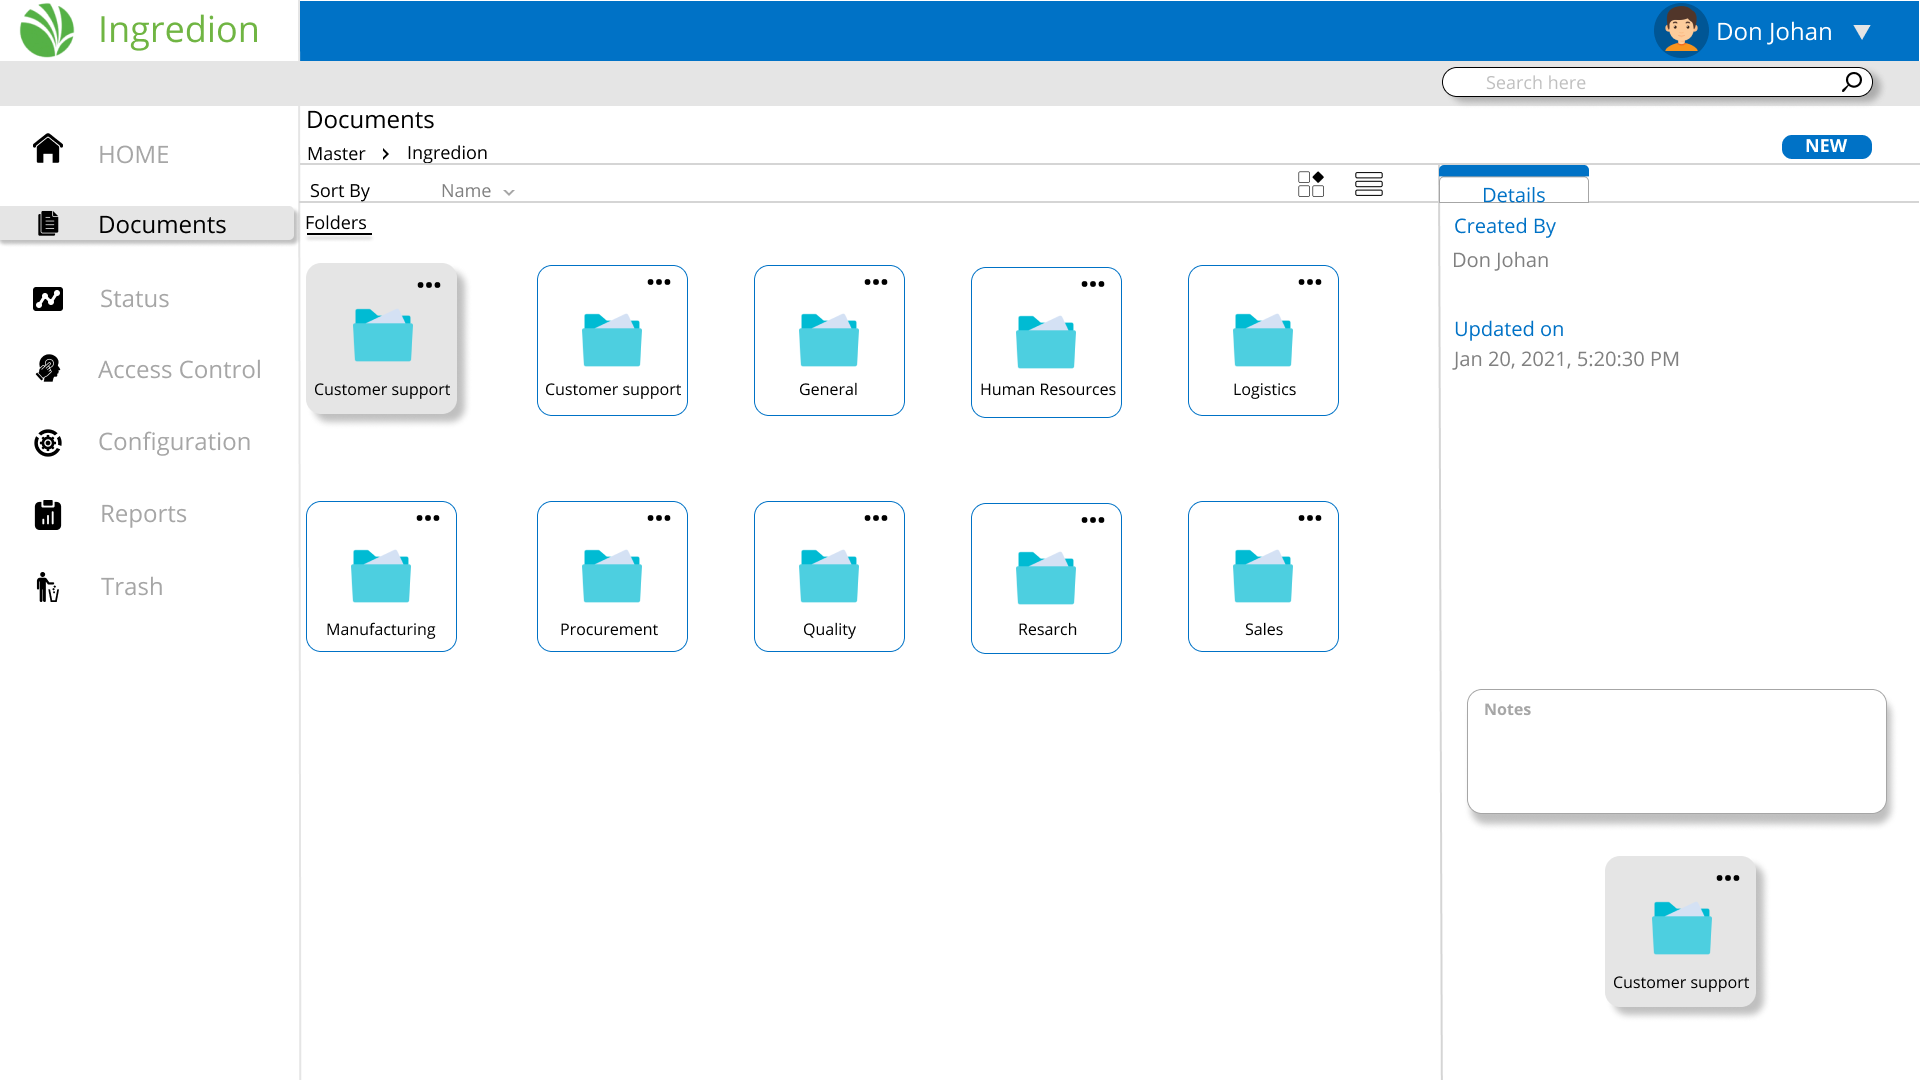 Ingredion
Don Johan
Search here
HOME
Documents
Status
Access Control
Configuration
Reports
Trash
Documents
Master > Ingredion
NEW
Sort By Name
Folders
Customer support
Customer support
General
Human Resources
Logistics
Manufacturing
Procurement
Quality
Resarch
Sales
Details
Created By
Don Johan
Updated on
Jan 20, 2021, 5:20:30 PM
Notes
Customer support